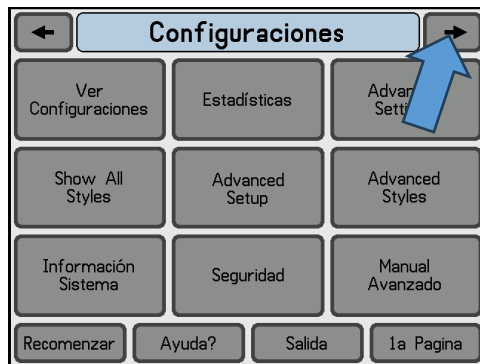 Configuraciones
Ver
Configuraciones
Estadísticas
Show All
Styles
Advanced
Setup
Advanced
Styles
Información
Sistema
Seguridad
Manual
Avanzado
Recomenzar
Ayuda?
Salida
1a Pagina